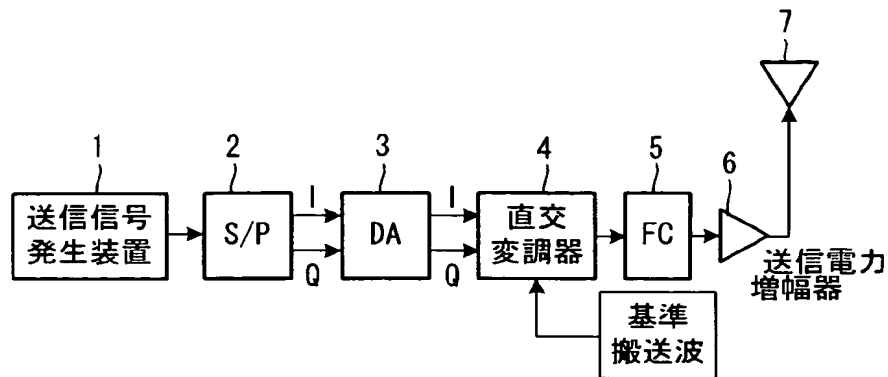 7
1
2
3
4
5
6
送信信号
発生装置
S/P
I
Q
DA
I
Q
直交
変調器
FC
送信電力
増幅器
基準
搬送波